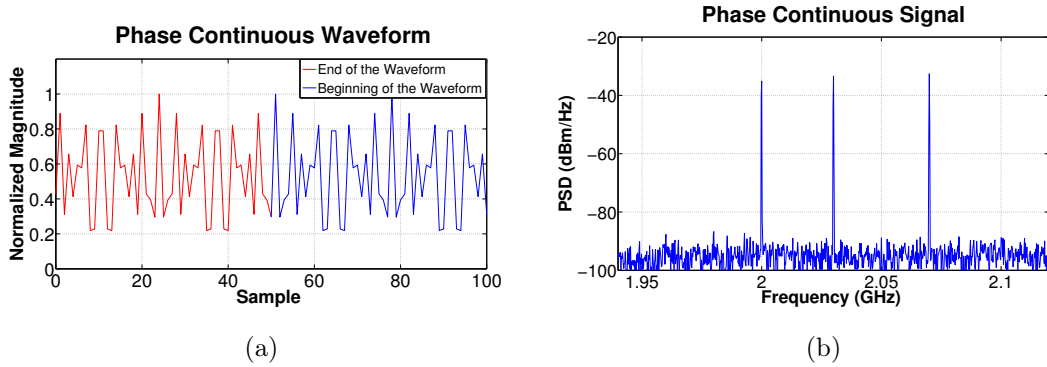 Phase Continuous Waveform
End of the Waveform
Beginning of the Waveform
1
0.8
0.6
0.4
0.2
0
0 20 40 60 80 100
Normalized Magnitude
Sample
(a)
Phase Continuous Signal
−20
−40
−60
−80
−100
1.95 2 2.05 2.1
PSD (dBm/Hz)
Frequency (GHz)
(b)